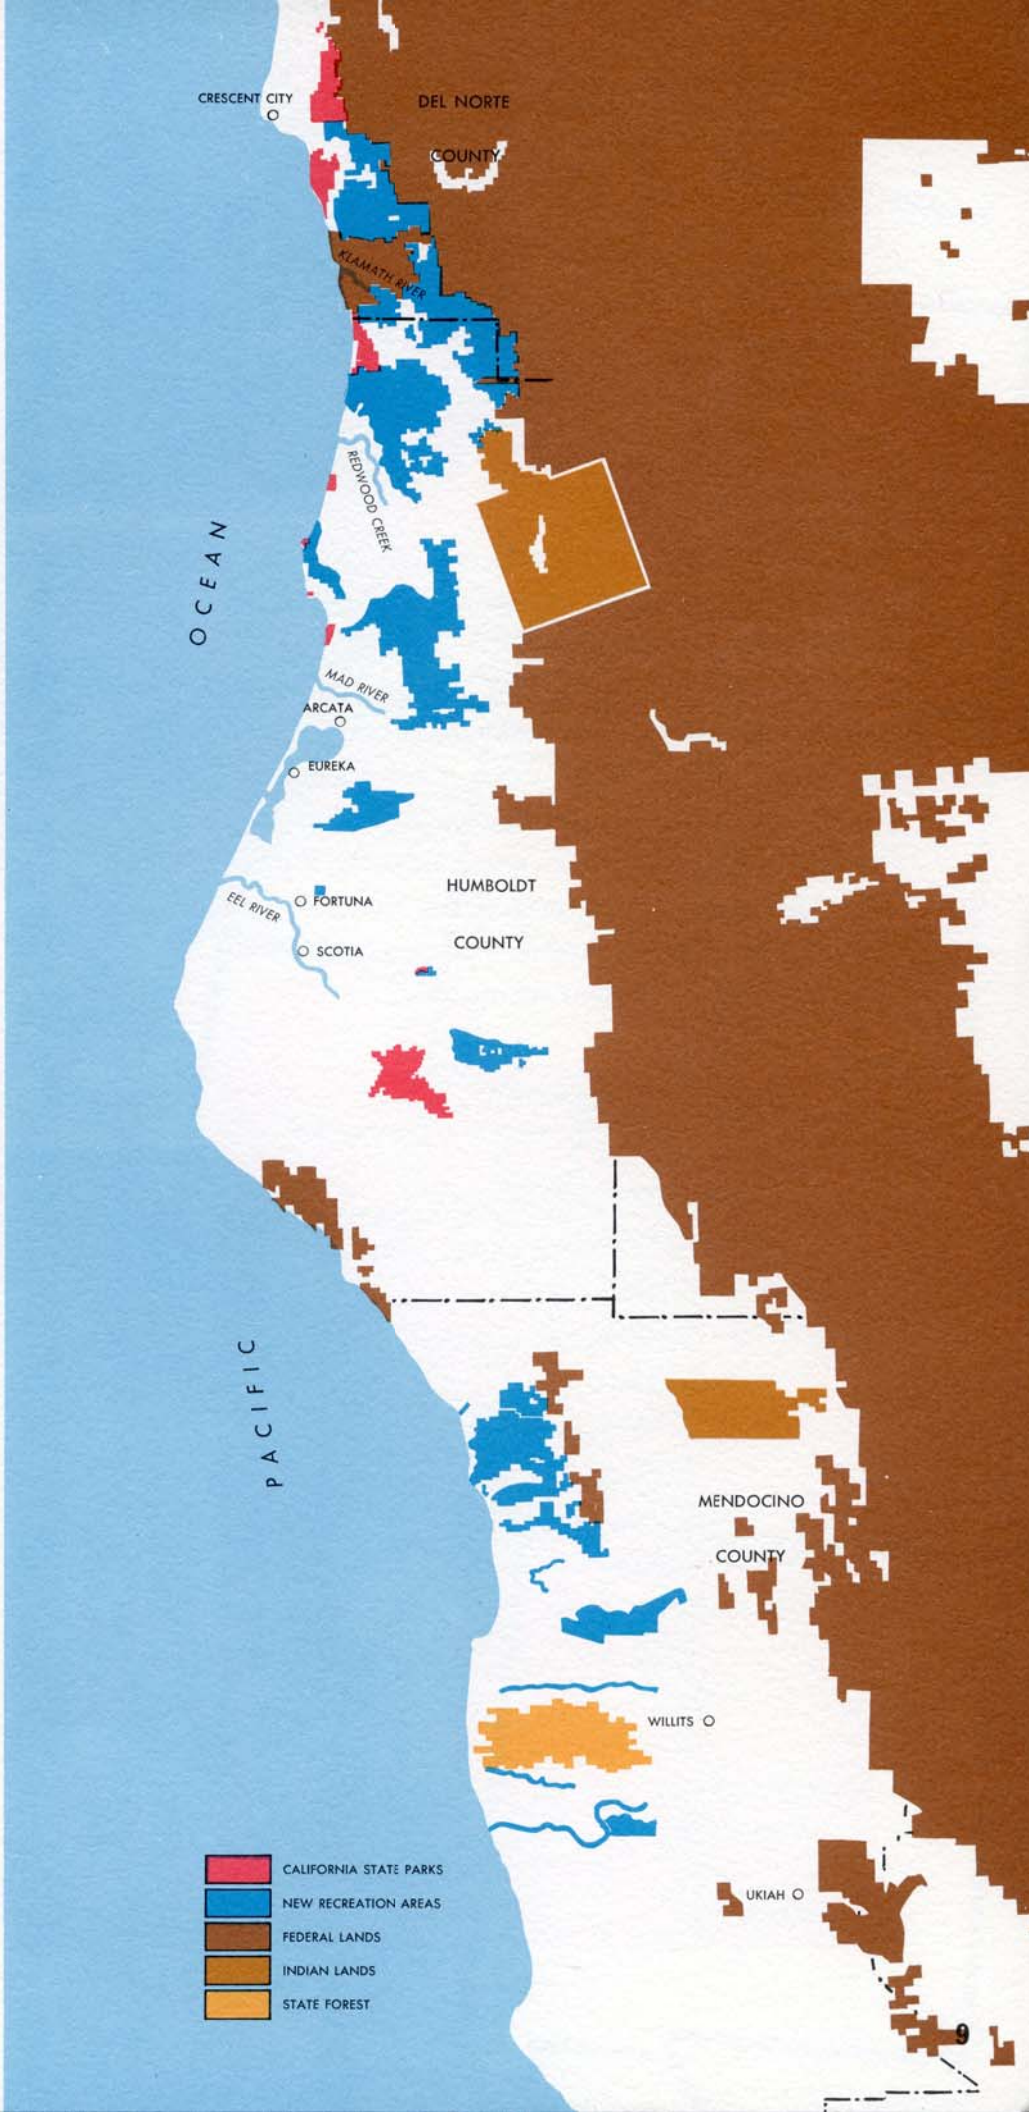 CRESCENT CITY
DEL NORTE
COUNTY
KLAMATH RIVER
REDWOOD CREEK
OCEAN
MAD RIVER
ARCATA
EUREKA
HUMBOLDT
COUNTY
EEL RIVER
FORTUNA
SCOTIA
PACIFIC
MENDOCINO
COUNTY
WILLITS
UKIAH
CALIFORNIA STATE PARKS
NEW RECREATION AREAS
FEDERAL LANDS
INDIAN LANDS
STATE FOREST
9